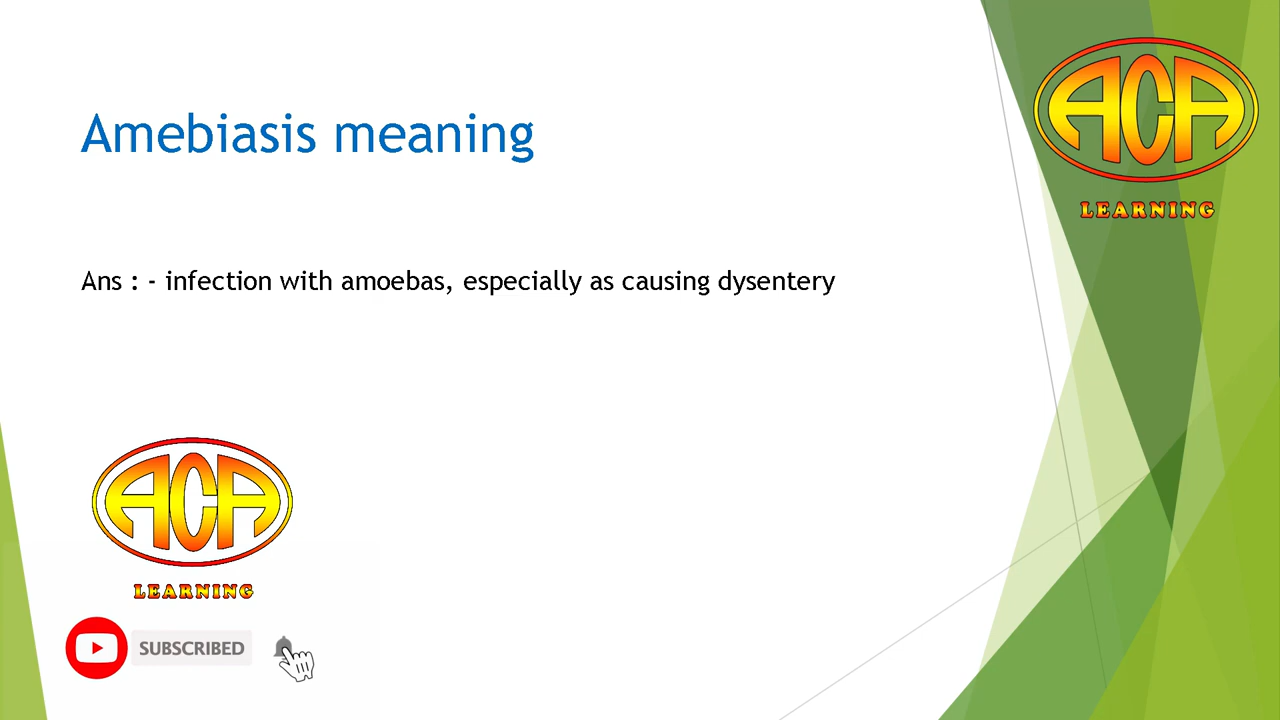 ACA
LEARNING
Amebiasis meaning
Ans : - infection with amoebas, especially as causing dysentery
ACA
LEARNING
SUBSCRIBED